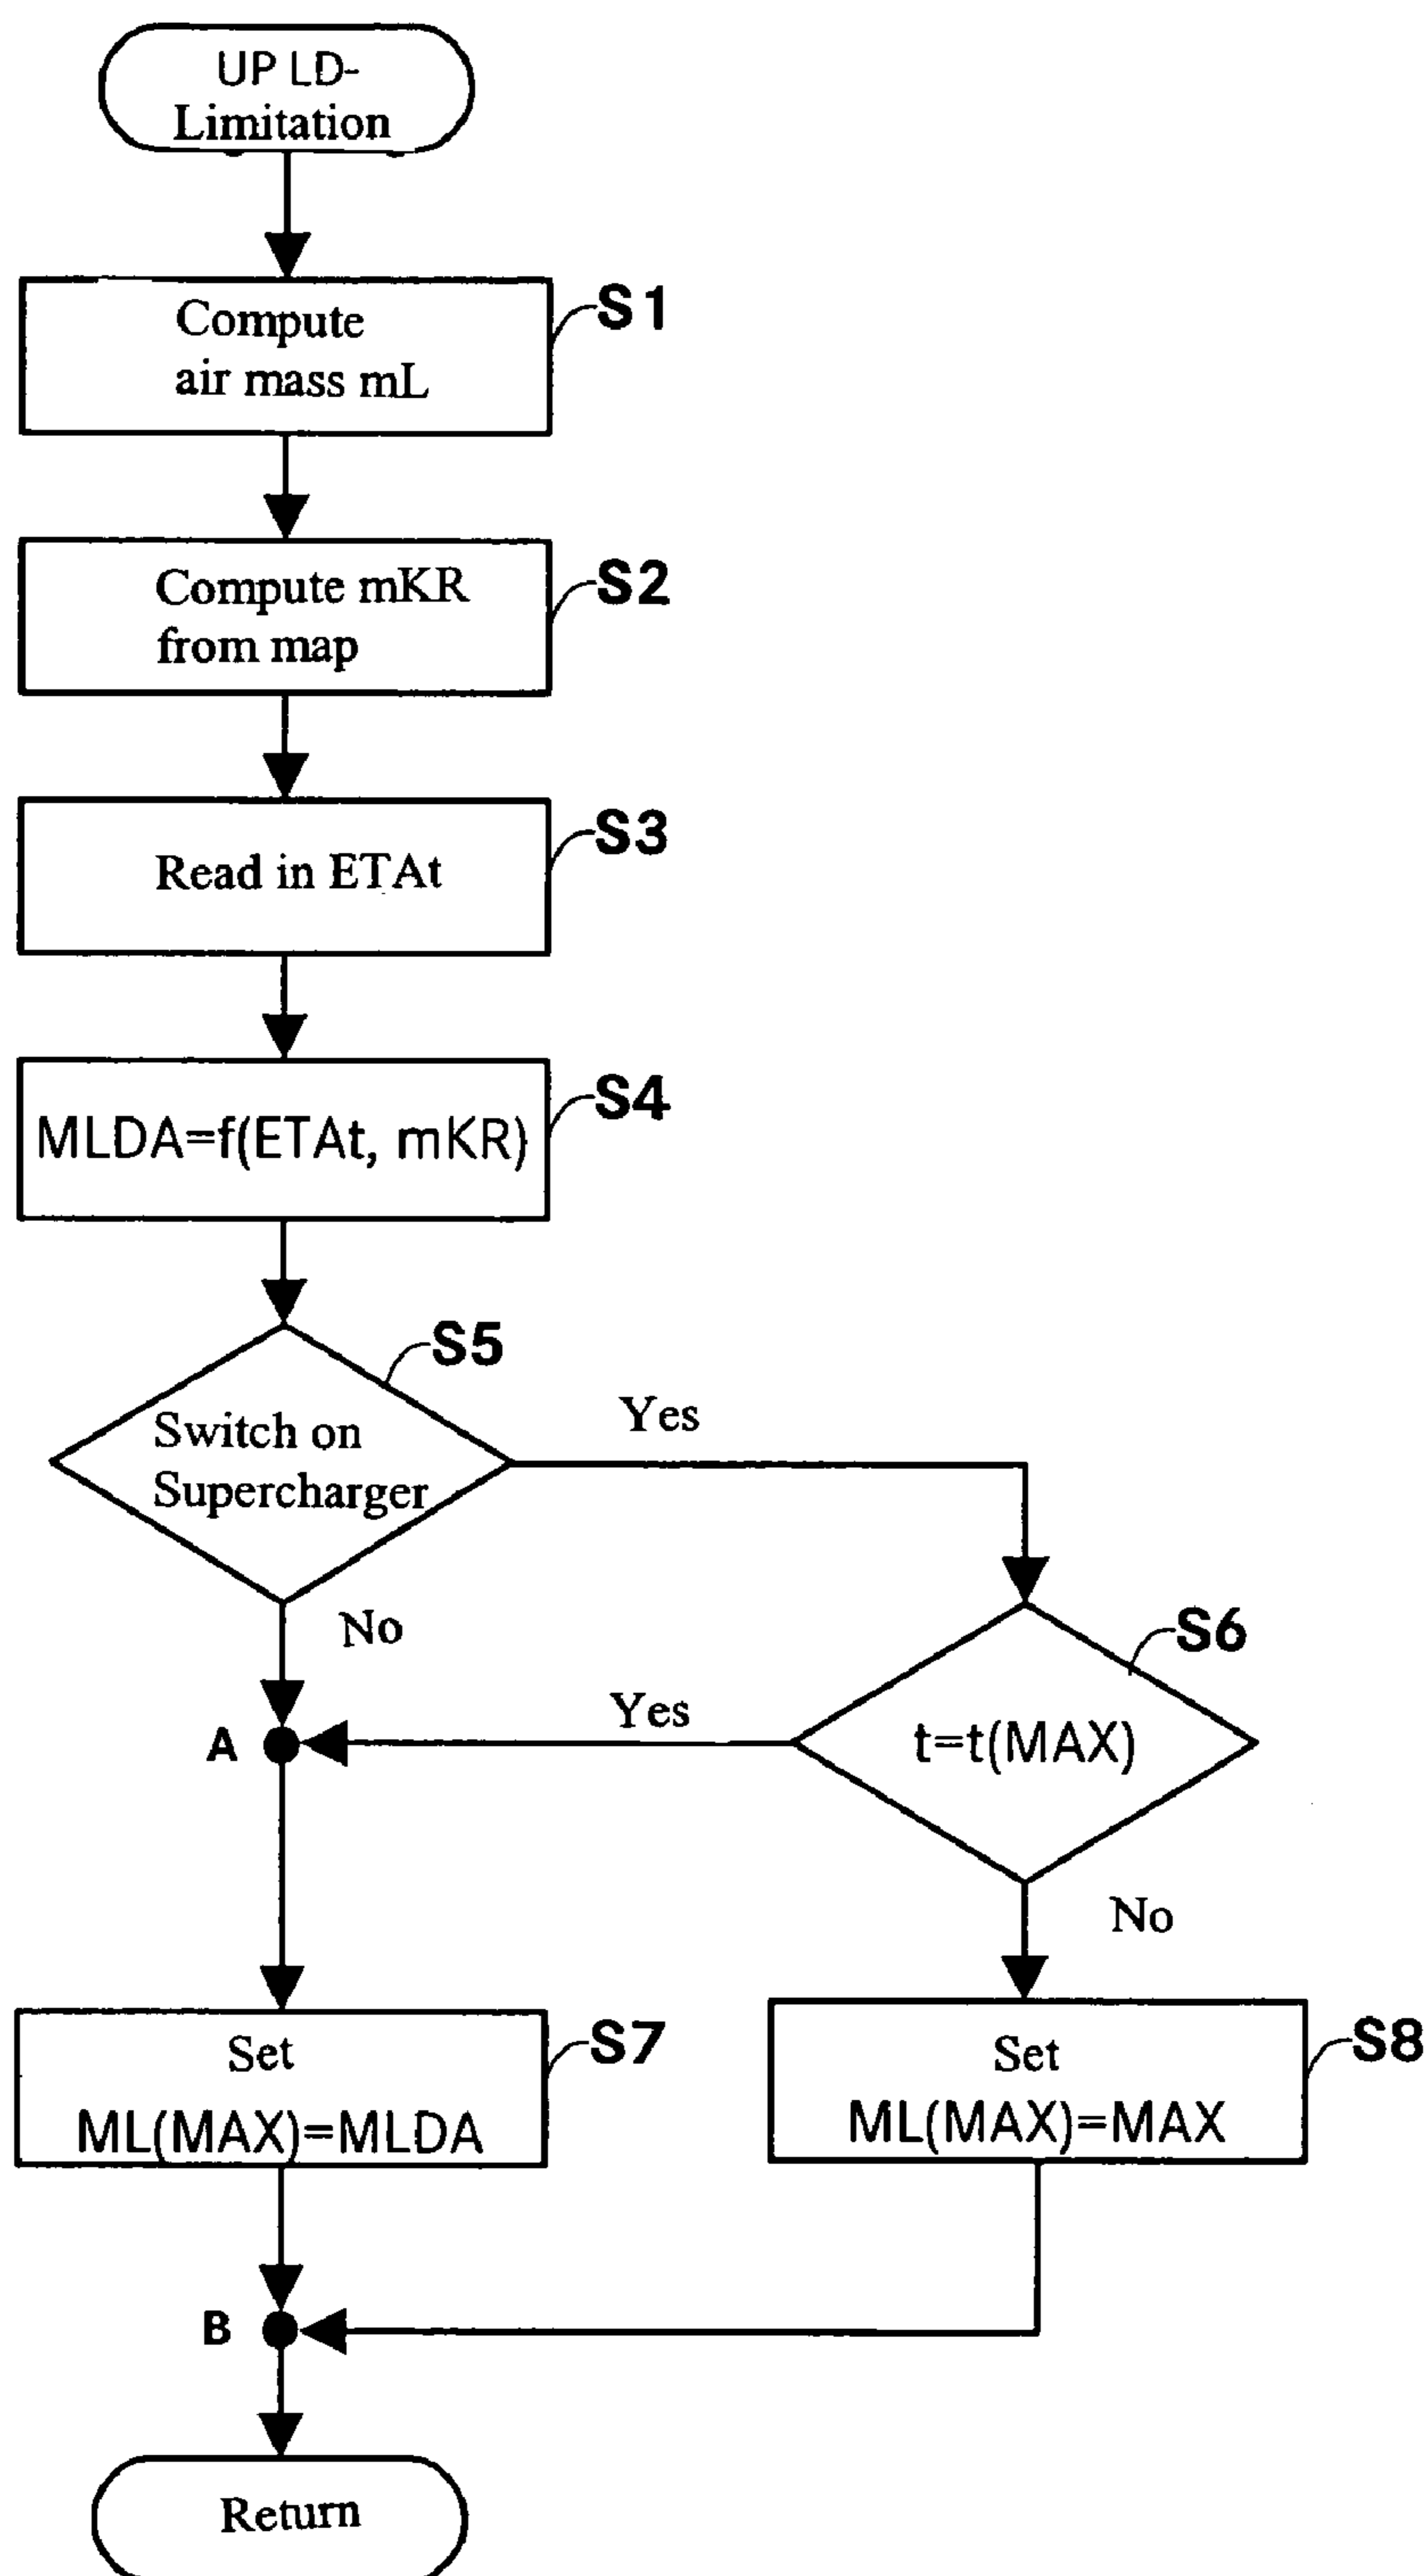 UP LD-
Limitation
Compute
air mass mL
S1
Compute mKR
from map
S2
Read in ETAt
S3
MLDA=f(ETAt, mKR)
S4
S5
Switch on
Supercharger
Yes
No
S6
A
Yes
t=t(MAX)
No
Set
ML(MAX)=MLDA
S7
Set
ML(MAX)=MAX
S8
B
Return